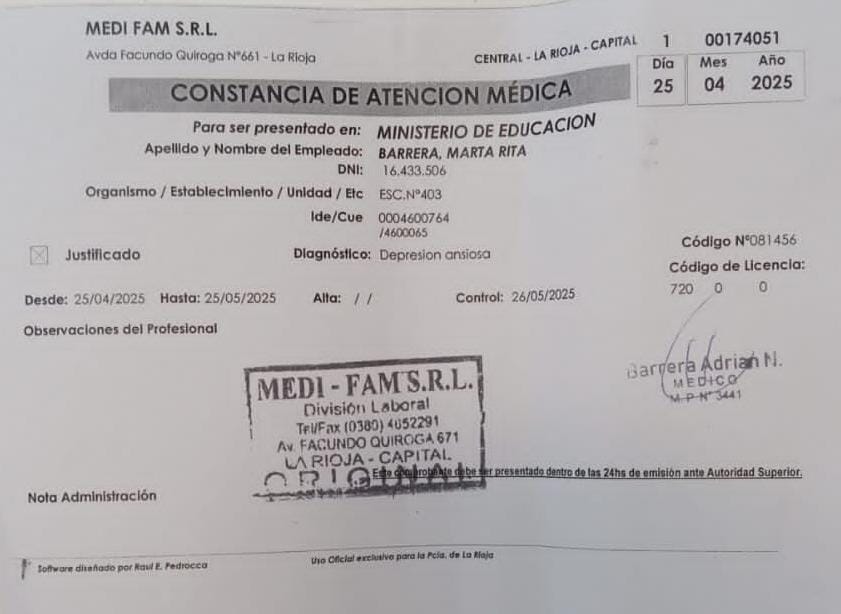 MEDI FAM S.R.L.
Avda Facundo Quiroga Nº661 - La Rioja
CENTRAL - LA RIOJA - CAPITAL 1 00174051
Día Mes Año
25 04 2025
CONSTANCIA DE ATENCION MÉDICA
Para ser presentado en: MINISTERIO DE EDUCACION
Apellido y Nombre del Empleado: BARRERA, MARTA RITA
DNI: 16.433.506
Organismo / Establecimiento / Unidad / Etc ESC.Nº403
Ide/Cue 0004600764
/4600065
Justificado Diagnóstico: Depresion ansiosa
Código Nº081456
Código de Licencia:
720 0 0
Desde: 25/04/2025 Hasta: 25/05/2025 Alta: / / Control: 26/05/2025
Observaciones del Profesional
Barrera Adrian N.
MEDICO
M.P Nº 3441
MEDI - FAM S.R.L.
División Laboral
Tel/Fax (0380) 4052291
Av. FACUNDO QUIROGA 671
LA RIOJA - CAPITAL
ORIGINAL
Este comprobante debe ser presentado dentro de las 24hs de emisión ante Autoridad Superior.
Nota Administración
Software diseñado por Raul E. Pedrocca
Uso Oficial exclusivo para la Pcia. de La Rioja